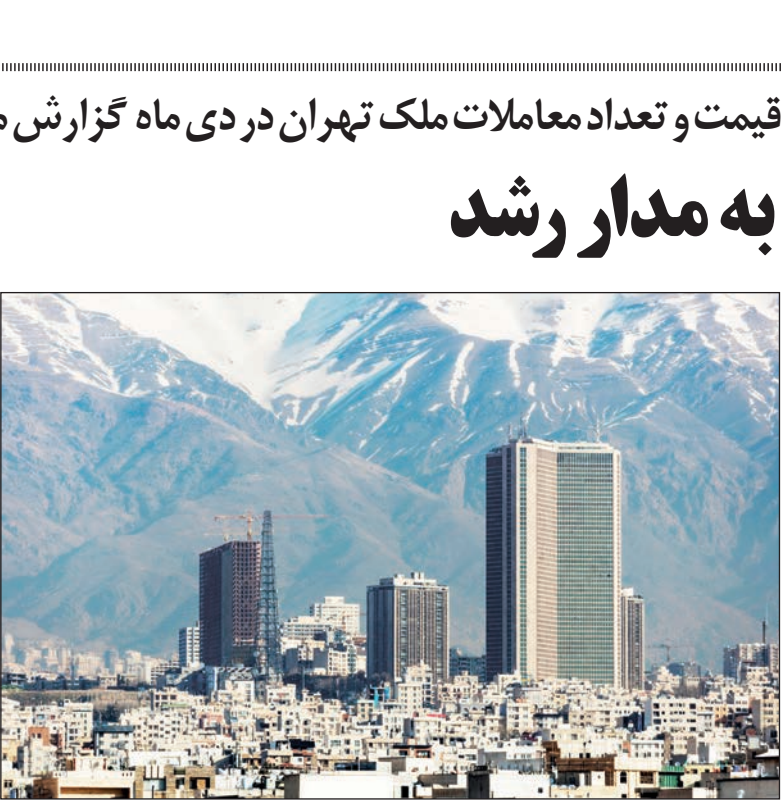 قیمت و تعداد معاملات ملک تهران در دی ماه گزارش
به مدار رشد